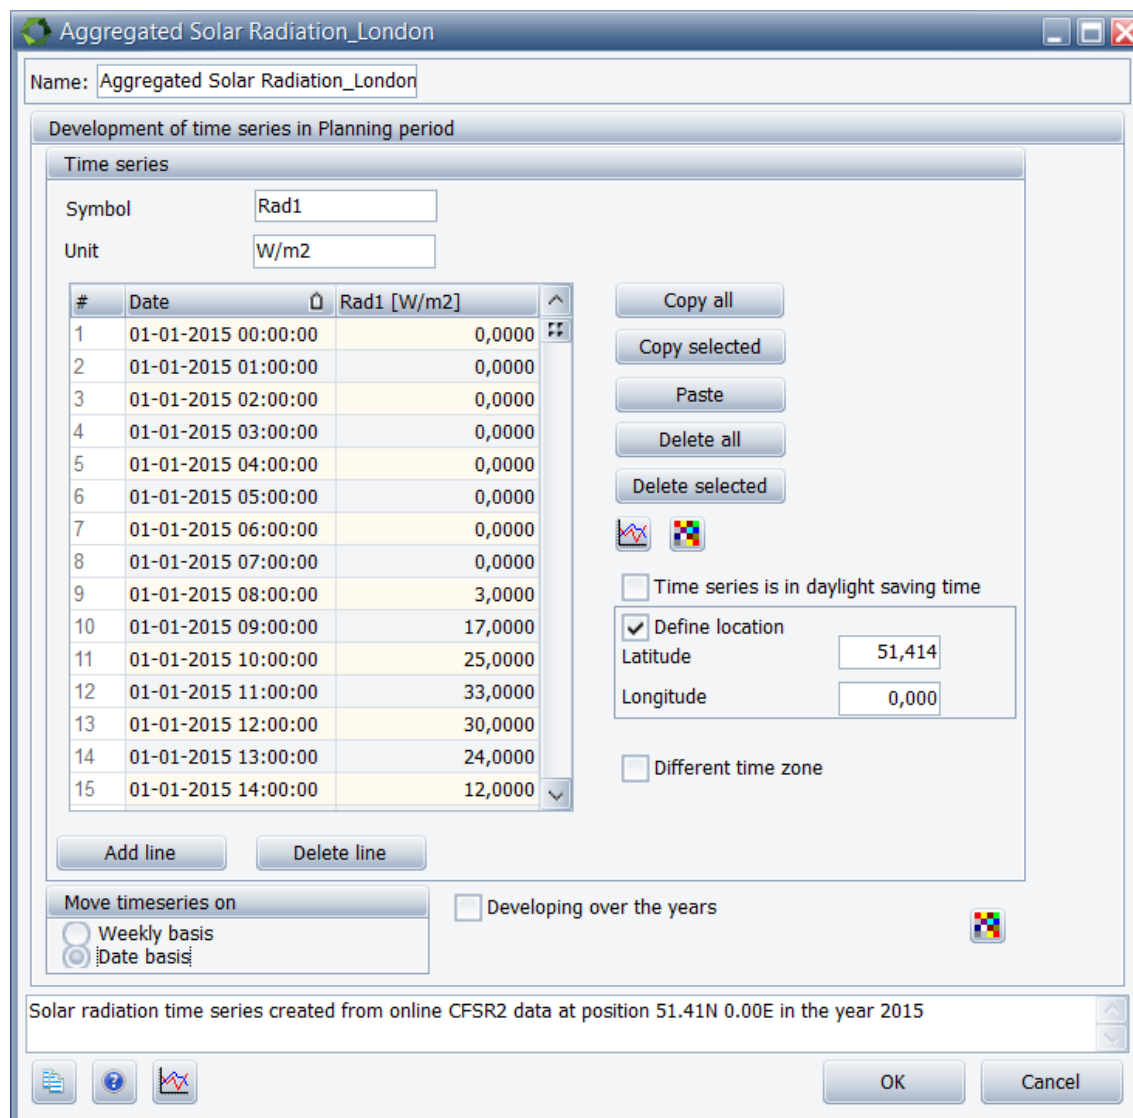 Aggregated Solar Radiation_London
Name: Aggregated Solar Radiation_London
Development of time series in Planning period
Time series
Symbol Rad1
Unit W/m2
# Date Rad1 [W/m2]
1 01-01-2015 00:00:00 0,0000
2 01-01-2015 01:00:00 0,0000
3 01-01-2015 02:00:00 0,0000
4 01-01-2015 03:00:00 0,0000
5 01-01-2015 04:00:00 0,0000
6 01-01-2015 05:00:00 0,0000
7 01-01-2015 06:00:00 0,0000
8 01-01-2015 07:00:00 0,0000
9 01-01-2015 08:00:00 3,0000
10 01-01-2015 09:00:00 17,0000
11 01-01-2015 10:00:00 25,0000
12 01-01-2015 11:00:00 33,0000
13 01-01-2015 12:00:00 30,0000
14 01-01-2015 13:00:00 24,0000
15 01-01-2015 14:00:00 12,0000
Copy all
Copy selected
Paste
Delete all
Delete selected
Time series is in daylight saving time
Define location
Latitude 51,414
Longitude 0,000
Different time zone
Add line Delete line
Move timeseries on
Weekly basis
Date basis
Developing over the years
Solar radiation time series created from online CFSR2 data at position 51.41N 0.00E in the year 2015
OK Cancel